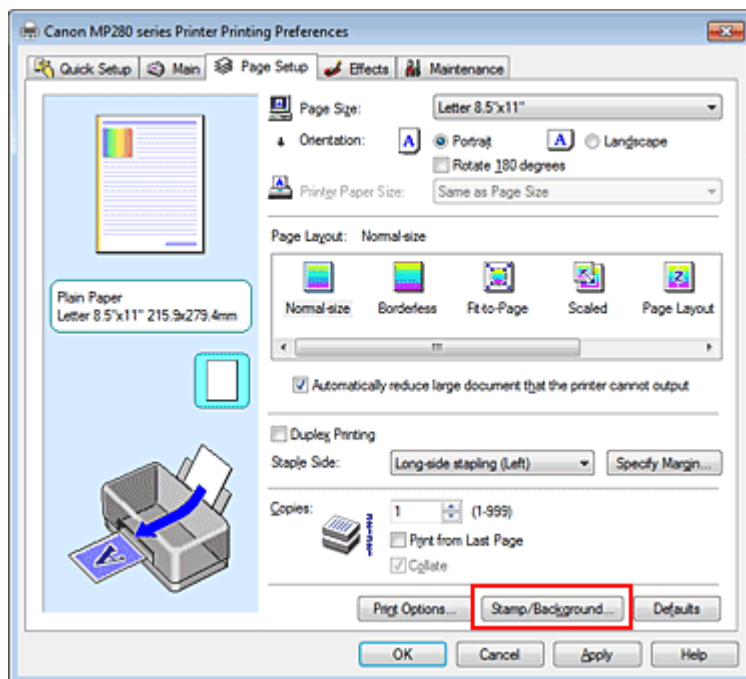 Canon MP280 series Printer Printing Preferences
Quick Setup Main Page Setup Effects Maintenance
Page Size: Letter 8.5"x11"
Orientation: A Portrait A Landscape
Rotate 180 degrees
Printer Paper Size: Same as Page Size
Page Layout: Normal-size
Normal-size Borderless Fit-to-Page Scaled Page Layout
Plain Paper
Letter 8.5"x11" 215.9x279.4mm
Automatically reduce large document that the printer cannot output
Duplex Printing
Staple Side: Long-side stapling (Left) Specify Margin...
Copies: 1 (1-999)
Print from Last Page
Collate
Print Options... Stamp/Background... Defaults
OK Cancel Apply Help